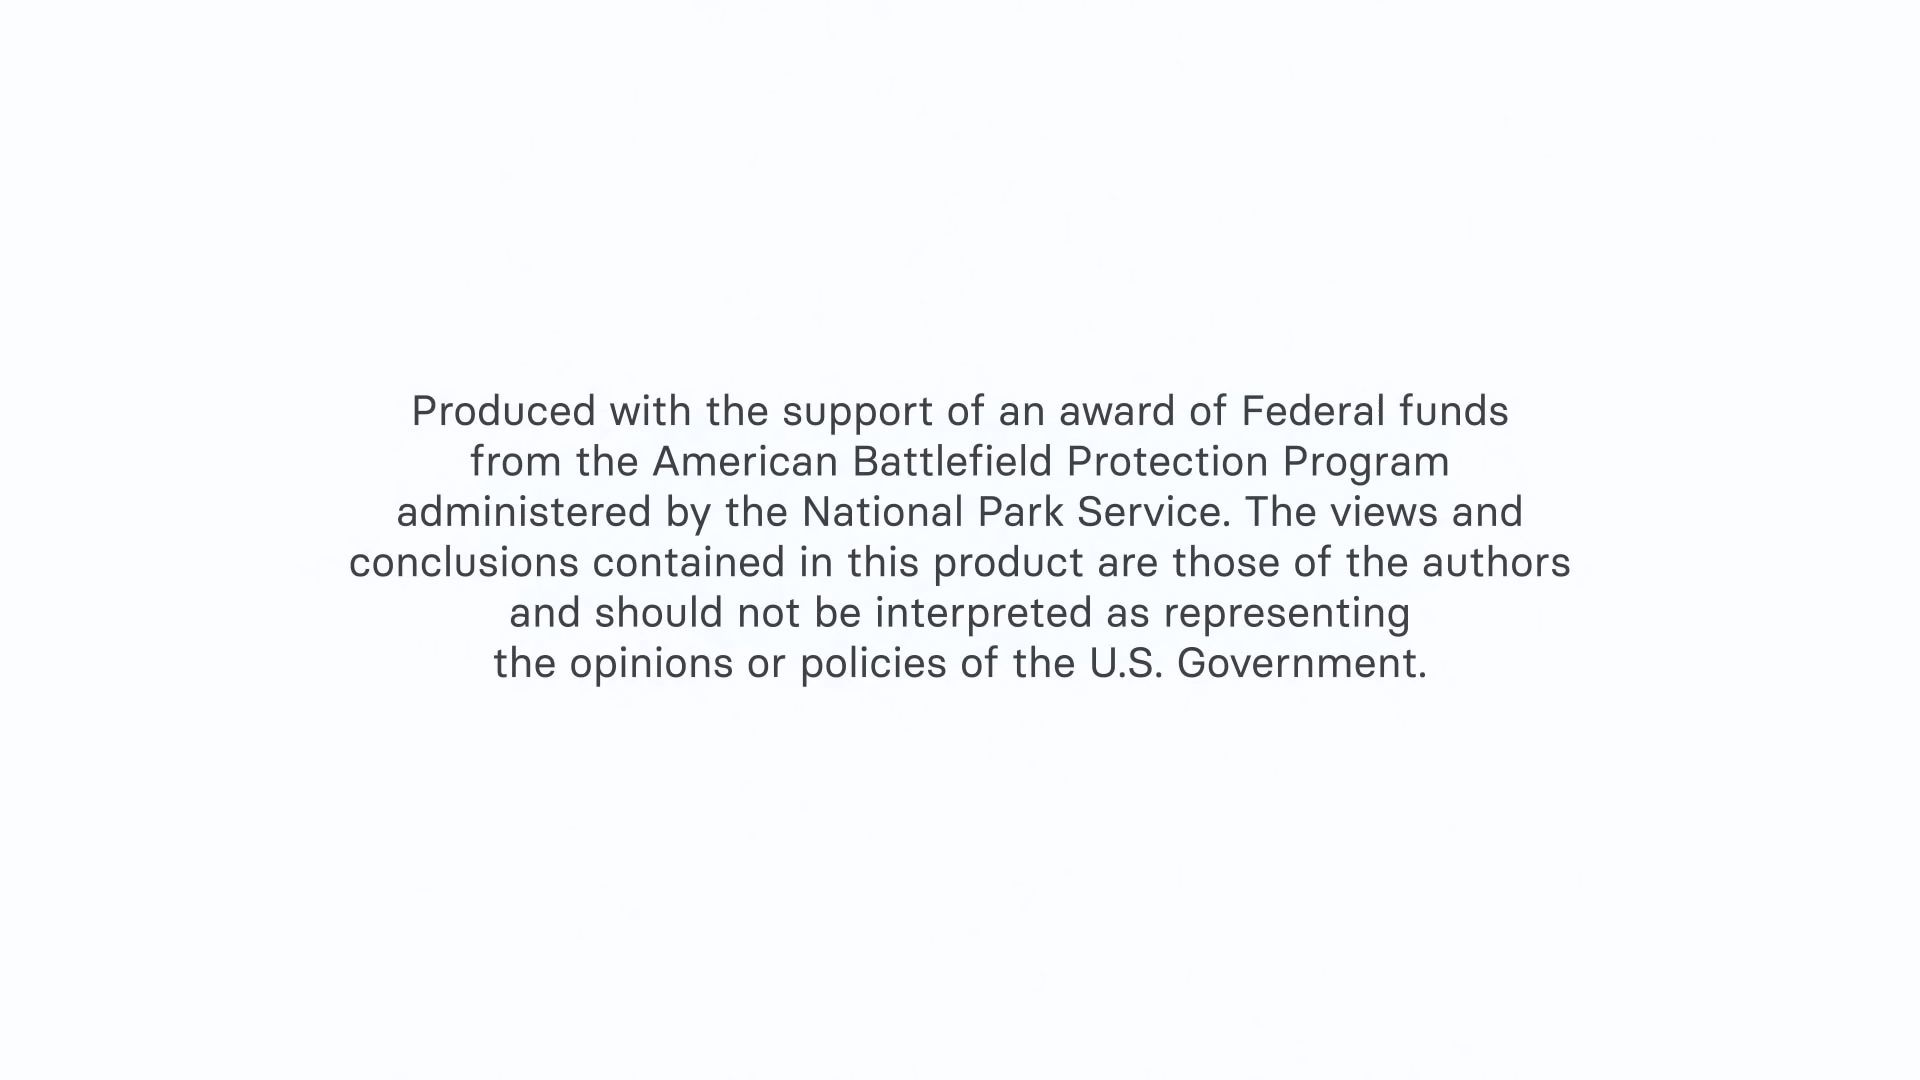 Produced with the support of an award of Federal funds
from the American Battlefield Protection Program
administered by the National Park Service. The views and
conclusions contained in this product are those of the authors
and should not be interpreted as representing
the opinions or policies of the U.S. Government.